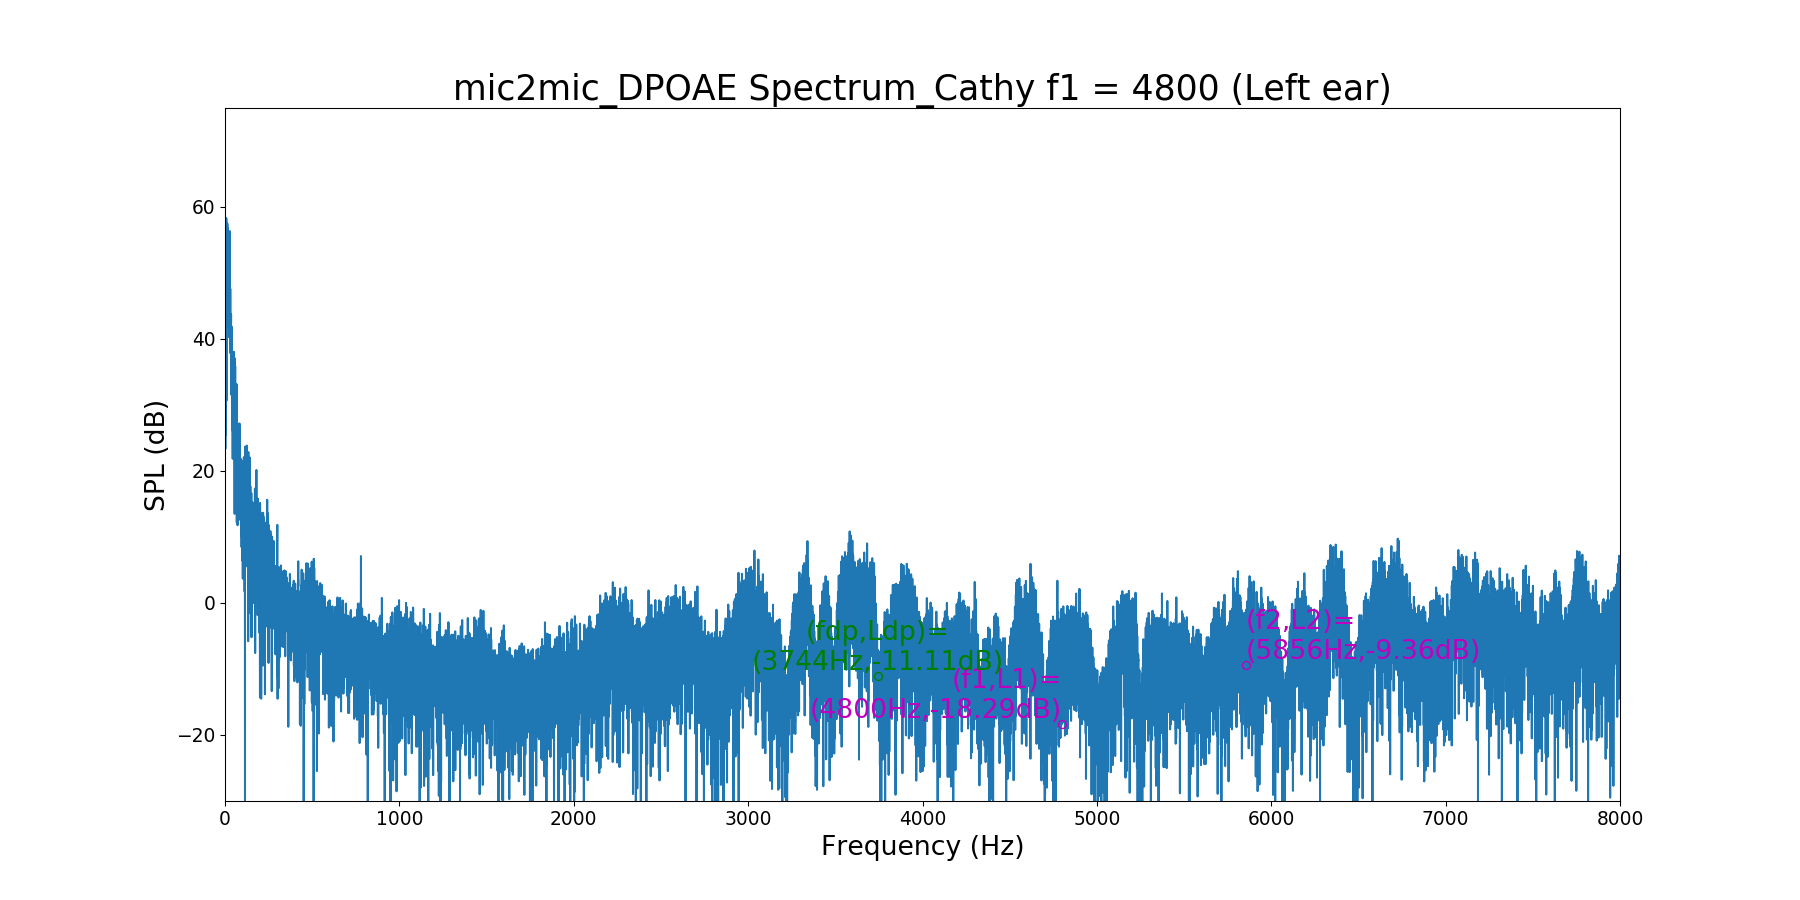 mic2mic_DPOAE Spectrum_Cathy f1 = 4800 (Left ear)
SPL (dB)
60
40
20
0
−20
(fdp,Ldp)=
(3744Hz,-11.11dB)
(f1,L1)=
(4800Hz,-18.29dB)
(f2,L2)=
(5856Hz,-9.36dB)
0 1000 2000 3000 4000 5000 6000 7000 8000
Frequency (Hz)